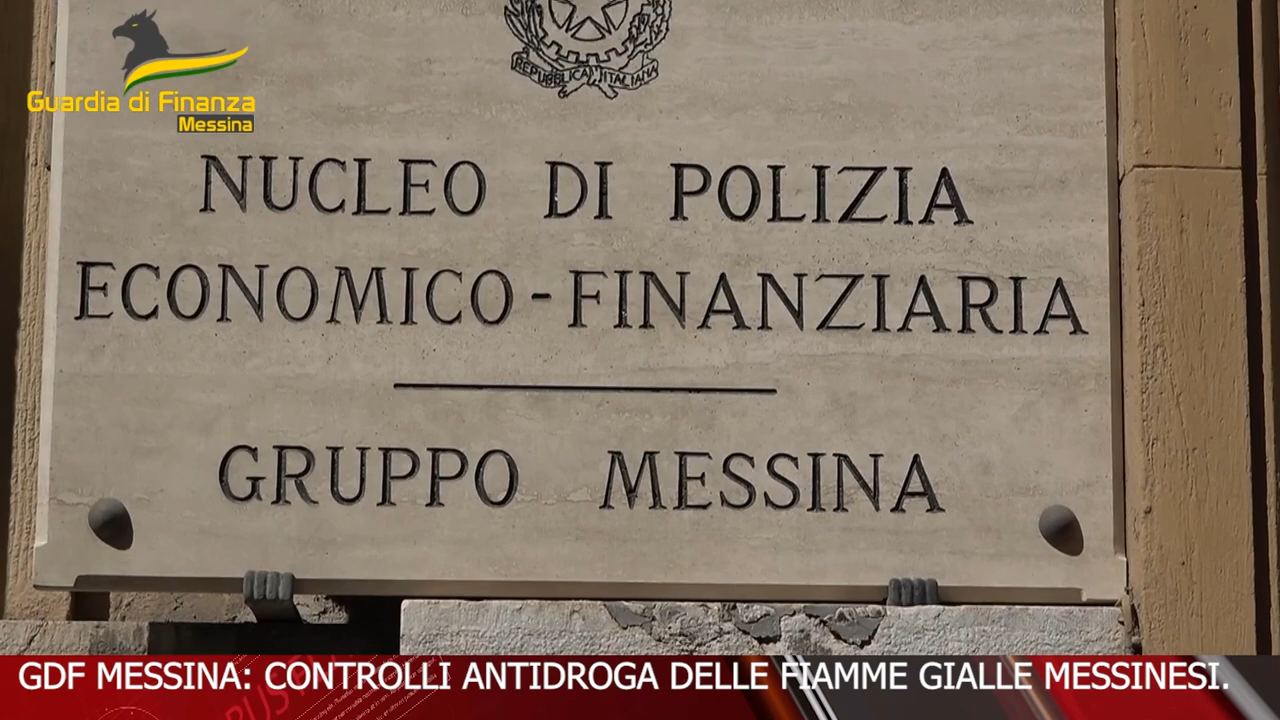 Guardia di Finanza
Messina
REPUBBLICA ITALIANA
NUCLEO DI POLIZIA
ECONOMICO-FINANZIARIA
GRUPPO MESSINA
GDF MESSINA: CONTROLLI ANTIDROGA DELLE FIAMME GIALLE MESSINESI.